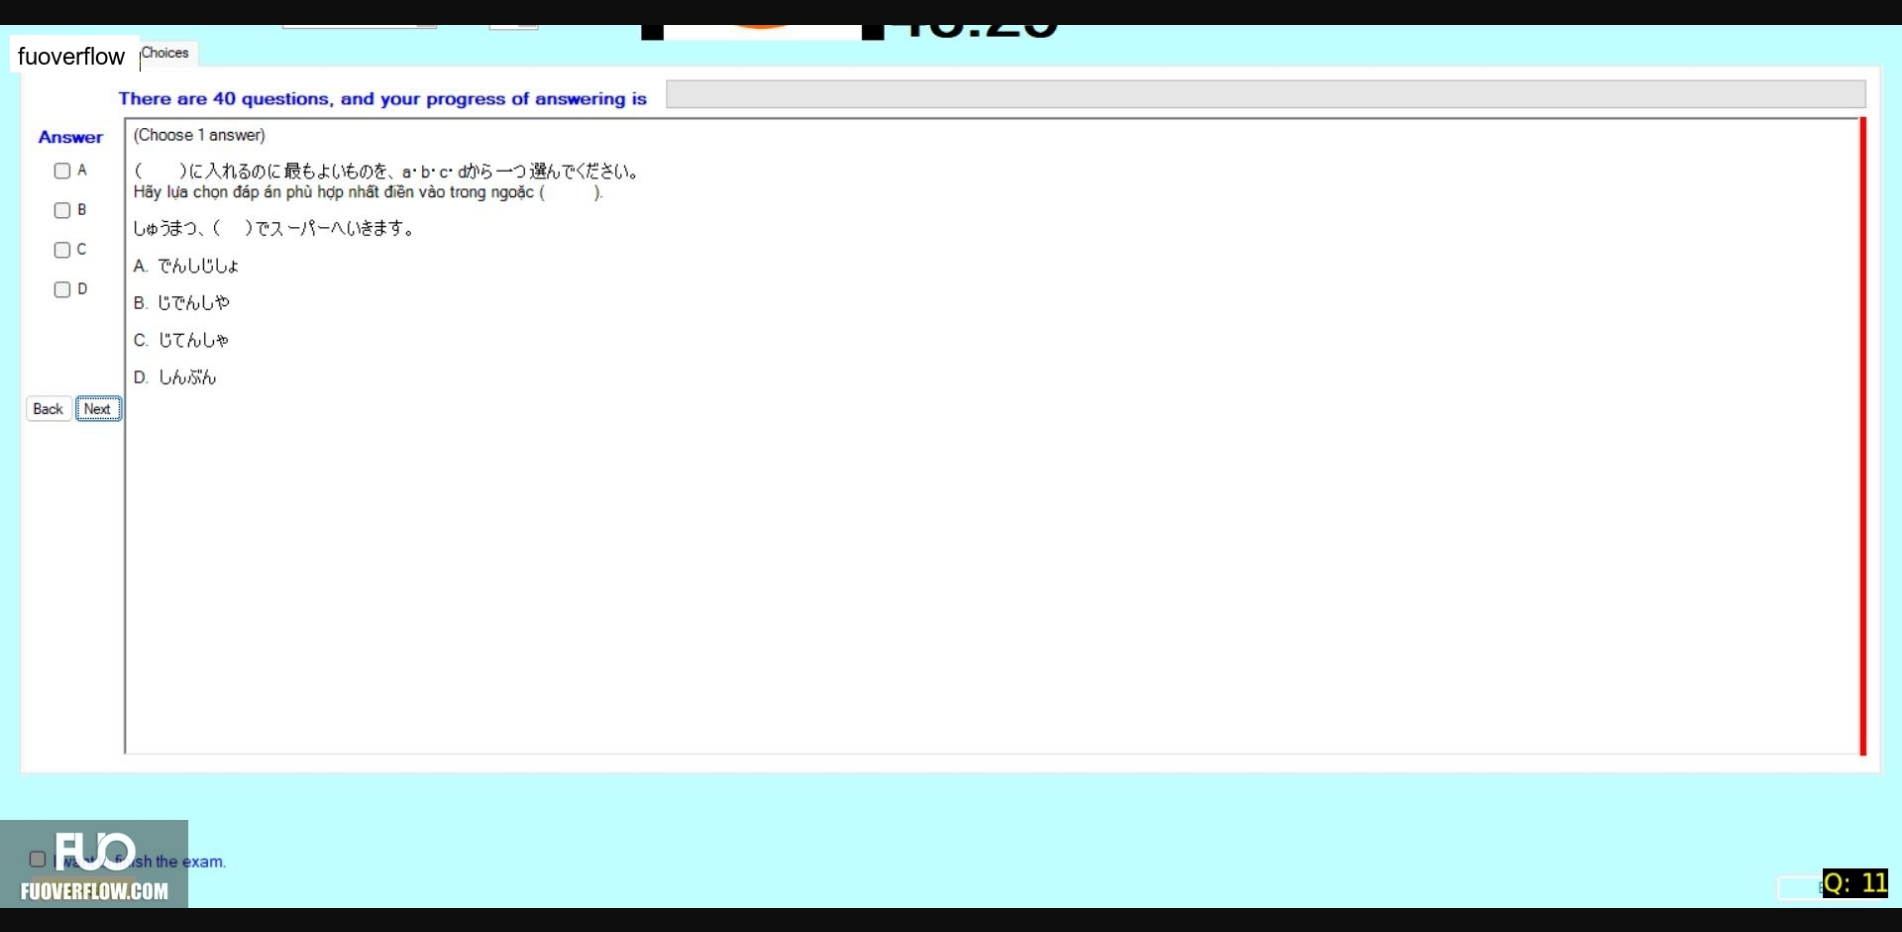 fuoverflow
Choices
There are 40 questions, and your progress of answering is
Answer
(Choose 1 answer)
(　　)に入れるのに最もよいものを、a・b・c・dから一つ選んでください。
Hãy lựa chọn đáp án phù hợp nhất điền vào trong ngoặc (　　).
しゅうまつ、(　)でスーパーへいきます。
A. でんしじしょ
B. じでんしや
C. じてんしゃ
D. しんぶん
A
B
C
D
Back Next
FUO
the exam.
FUOVERFLOW.COM
Q: 11